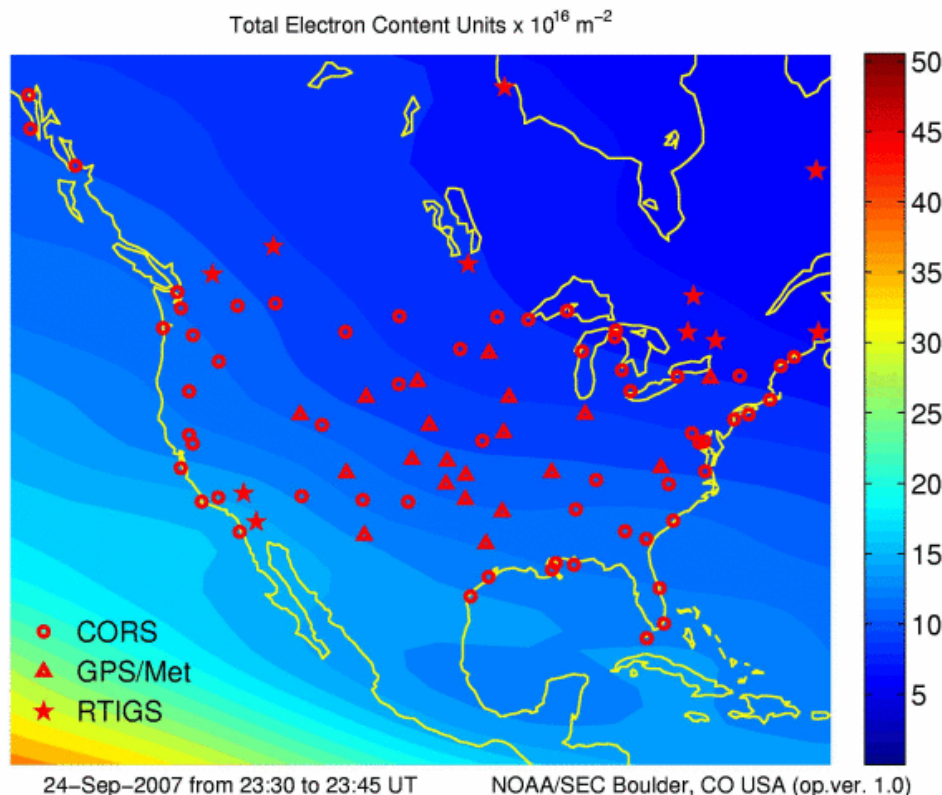 Total Electron Content Units x 10¹⁶ m⁻²
50
45
40
35
30
25
20
15
10
5
CORS
GPS/Met
RTIGS
24-Sep-2007 from 23:30 to 23:45 UT
NOAA/SEC Boulder, CO USA (op.ver. 1.0)